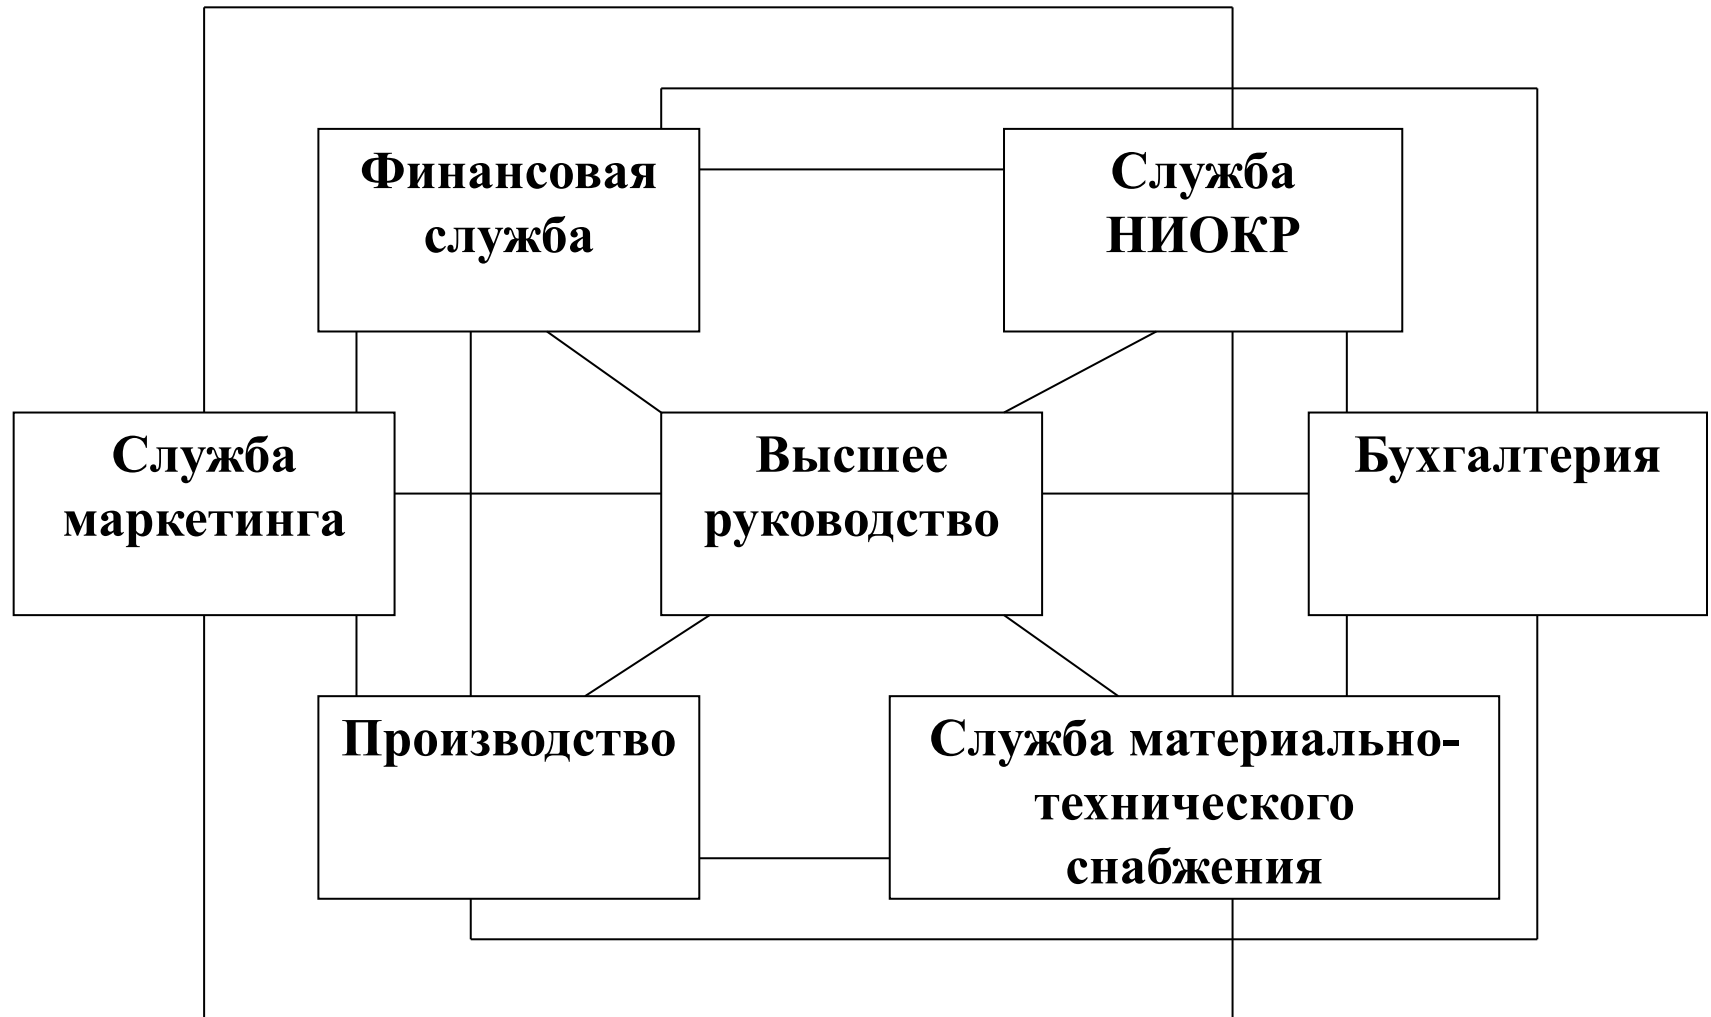 Финансовая
служба
Служба
НИОКР
Служба
маркетинга
Высшее
руководство
Бухгалтерия
Производство
Служба материально-
технического
снабжения